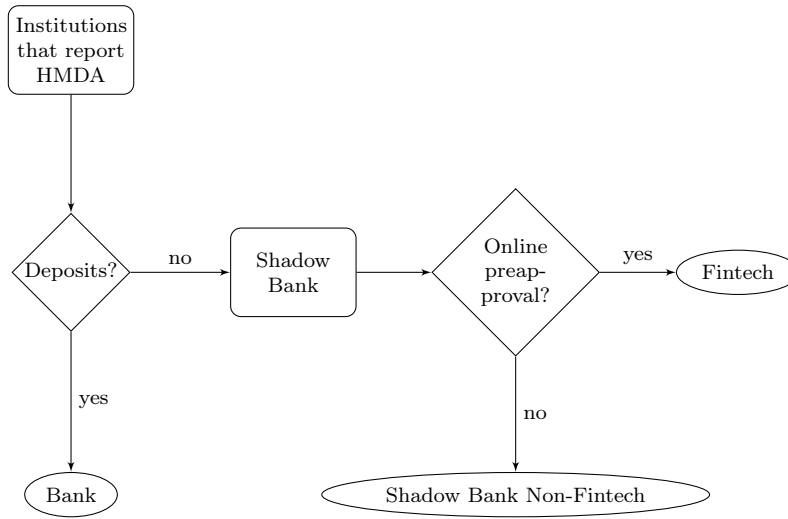 Institutions
that report
HMDA
Deposits?
no
Shadow
Bank
Online
preap-
proval?
yes
Fintech
yes
no
Bank
Shadow Bank Non-Fintech